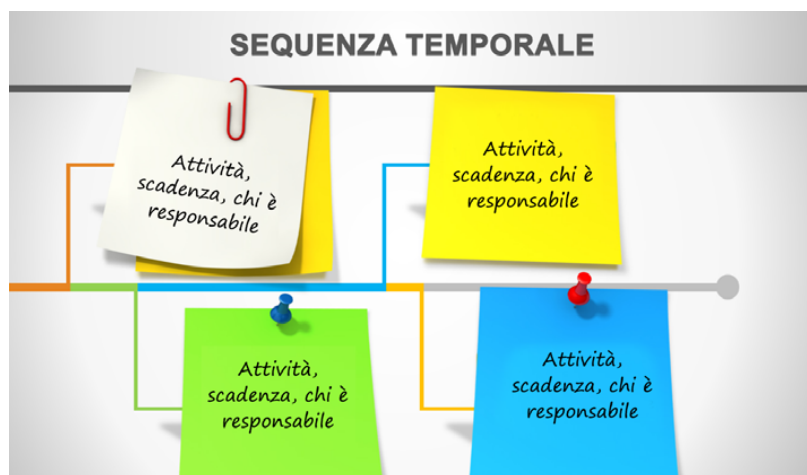 SEQUENZA TEMPORALE
Attività,
scadenza, chi è
responsabile
Attività,
scadenza, chi è
responsabile
Attività,
scadenza, chi è
responsabile
Attività,
scadenza, chi è
responsabile